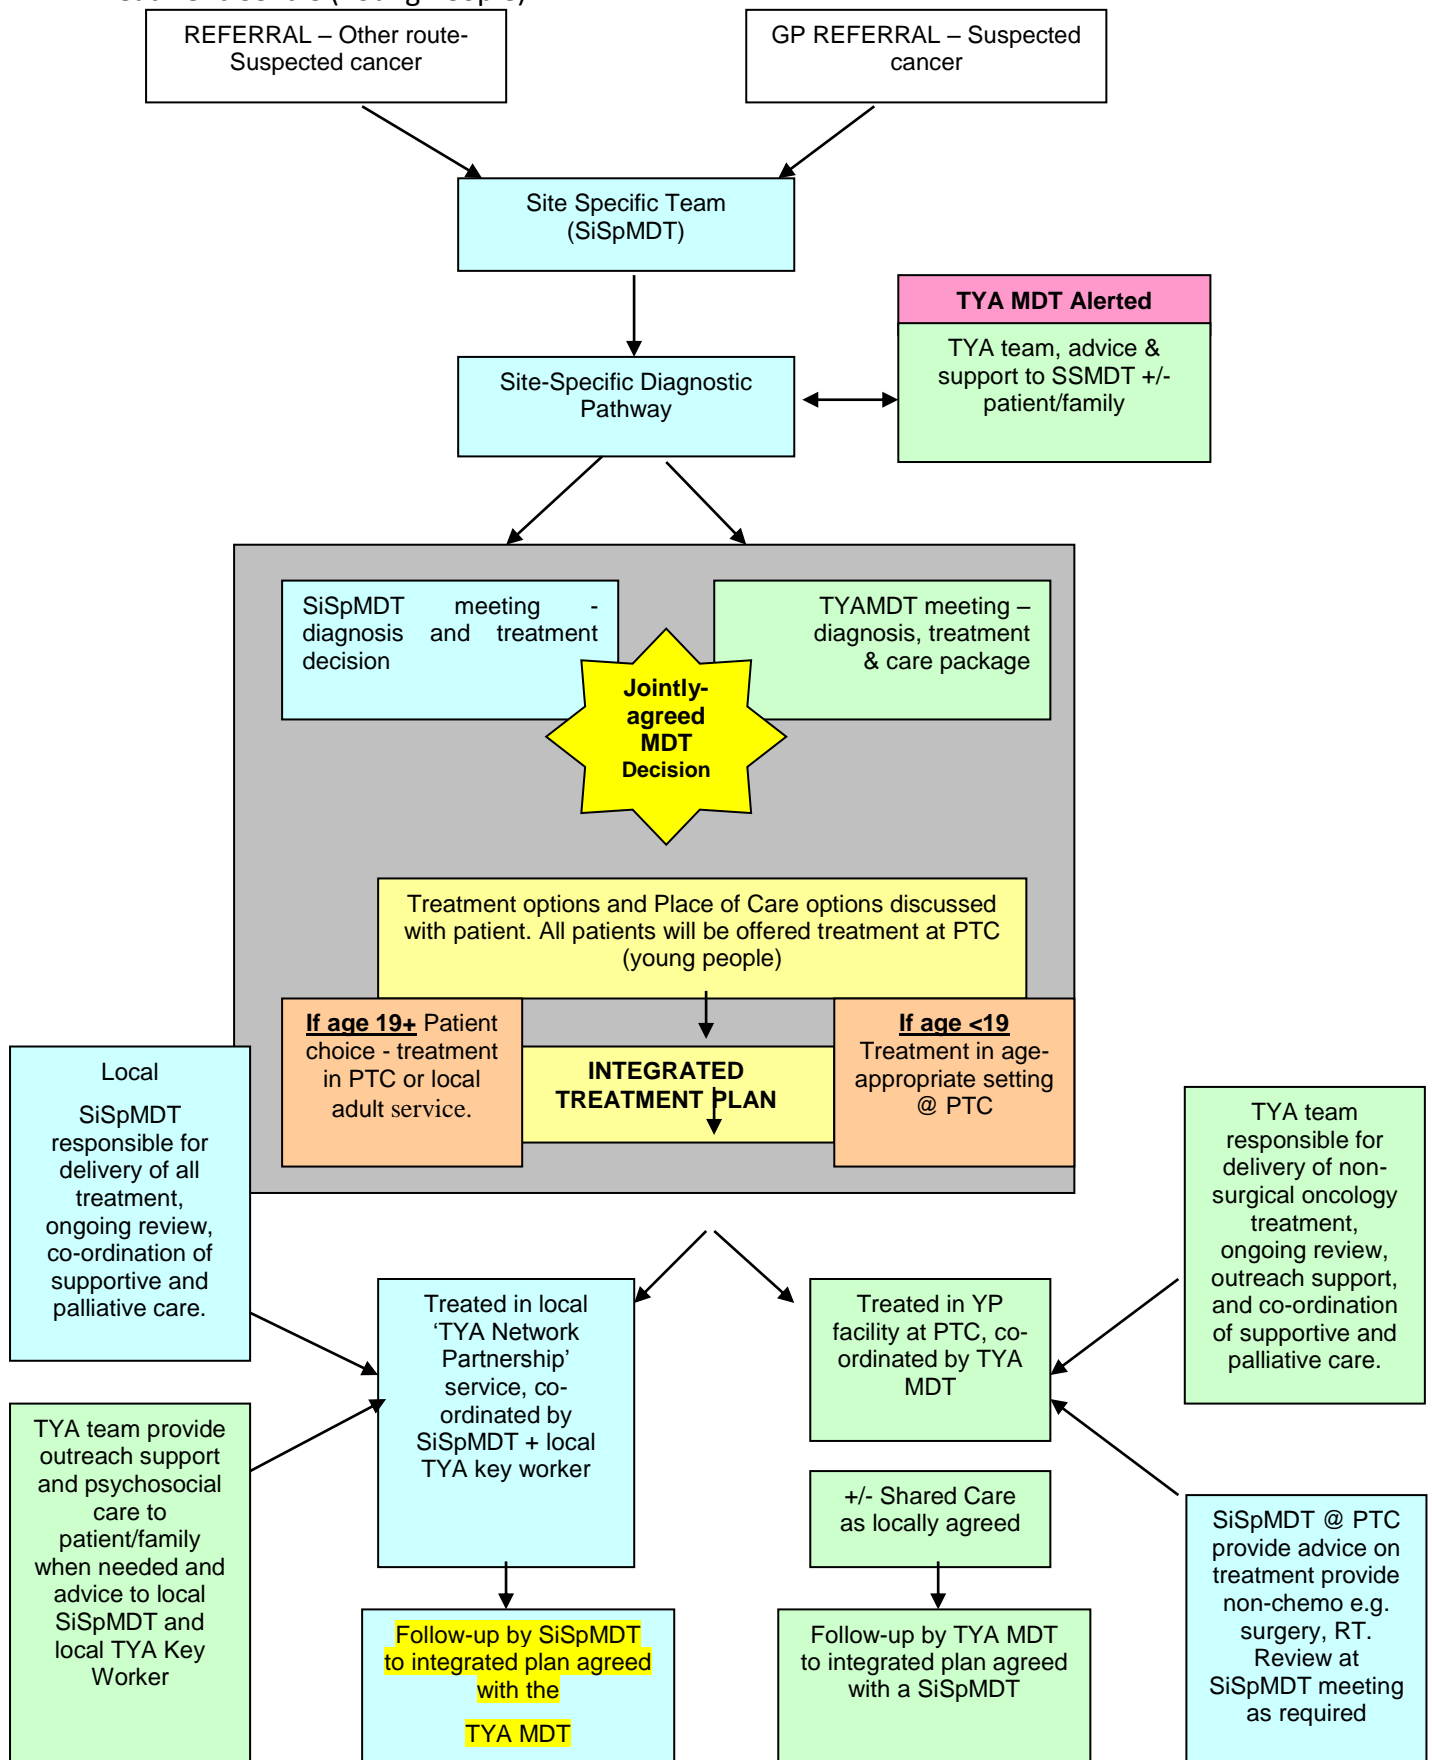 REFERRAL – Other route-
Suspected cancer
GP REFERRAL – Suspected
cancer
Site Specific Team
(SiSpMDT)
TYA MDT Alerted
TYA team, advice &
support to SSMDT +/-
patient/family
Site-Specific Diagnostic
Pathway
SiSpMDT meeting -
diagnosis and treatment
decision
TYAMDT meeting –
diagnosis, treatment
& care package
Jointly-
agreed
MDT
Decision
Treatment options and Place of Care options discussed
with patient. All patients will be offered treatment at PTC
(young people)
If age 19+ Patient
choice - treatment
in PTC or local
adult service.
INTEGRATED
TREATMENT PLAN
If age <19
Treatment in age-
appropriate setting
@ PTC
Local
SiSpMDT
responsible for
delivery of all
treatment,
ongoing review,
co-ordination of
supportive and
palliative care.
TYA team
responsible for
delivery of non-
surgical oncology
treatment,
ongoing review,
outreach support,
and co-ordination
of supportive and
palliative care.
Treated in local
‘TYA Network
Partnership’
service, co-
ordinated by
SiSpMDT + local
TYA key worker
Treated in YP
facility at PTC, co-
ordinated by TYA
MDT
TYA team provide
outreach support
and psychosocial
care to
patient/family
when needed and
advice to local
SiSpMDT and
local TYA Key
Worker
+/- Shared Care
as locally agreed
SiSpMDT @ PTC
provide advice on
treatment provide
non-chemo e.g.
surgery, RT.
Review at
SiSpMDT meeting
as required
Follow-up by SiSpMDT
to integrated plan agreed
with the
TYA MDT
Follow-up by TYA MDT
to integrated plan agreed
with a SiSpMDT